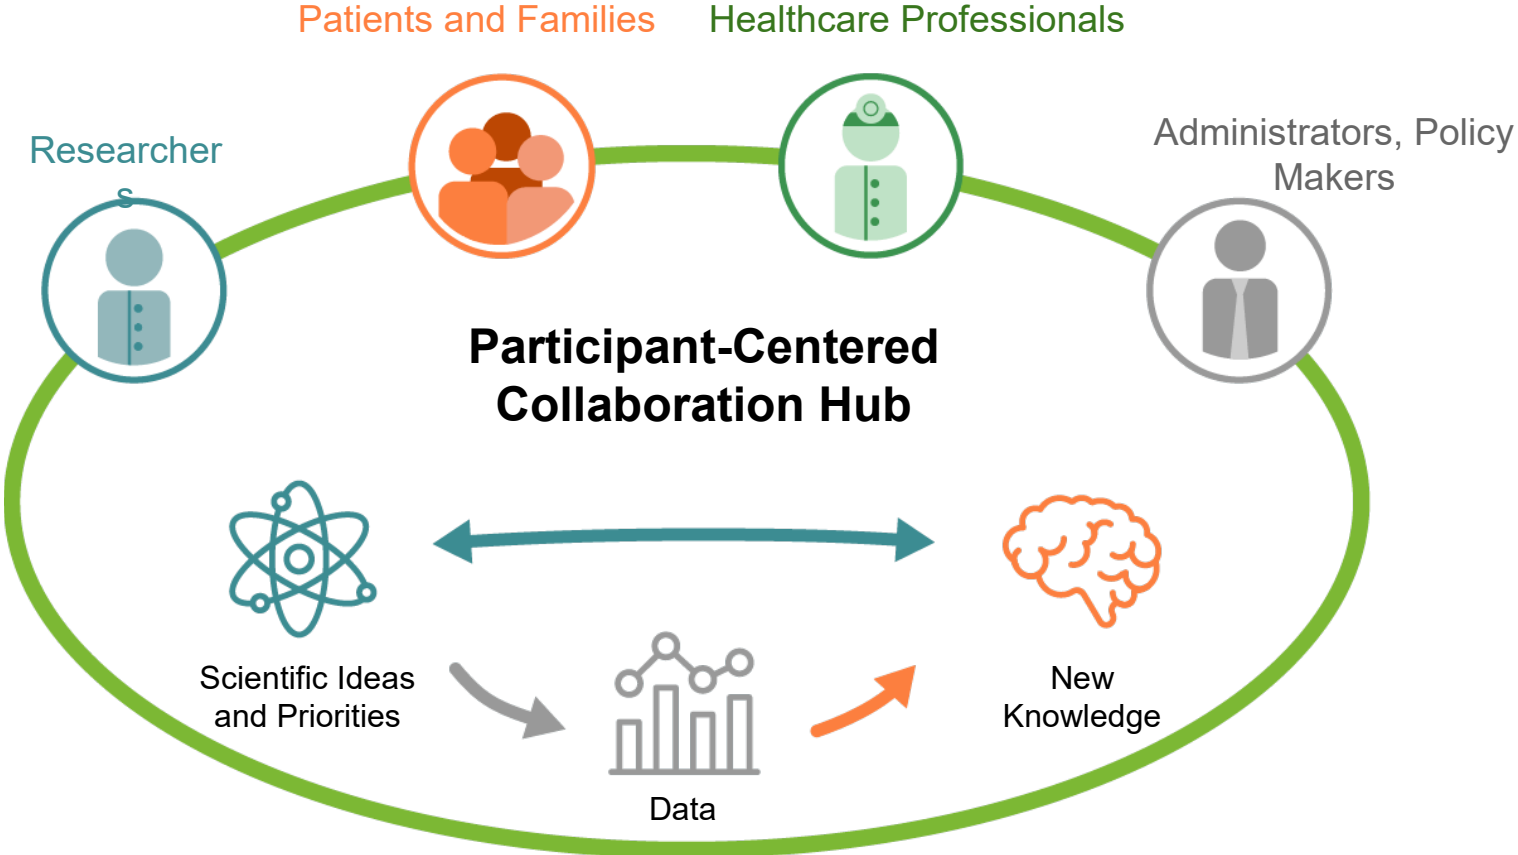 Patients and Families
Healthcare Professionals
Researcher
s
Administrators, Policy
Makers
Participant-Centered
Collaboration Hub
Scientific Ideas
and Priorities
New
Knowledge
Data